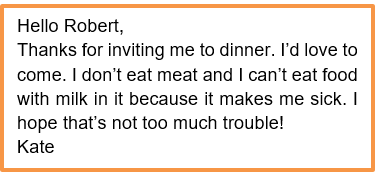 Hello Robert,
Thanks for inviting me to dinner. I’d love to
come. I don’t eat meat and I can’t eat food
with milk in it because it makes me sick. I
hope that’s not too much trouble!
Kate